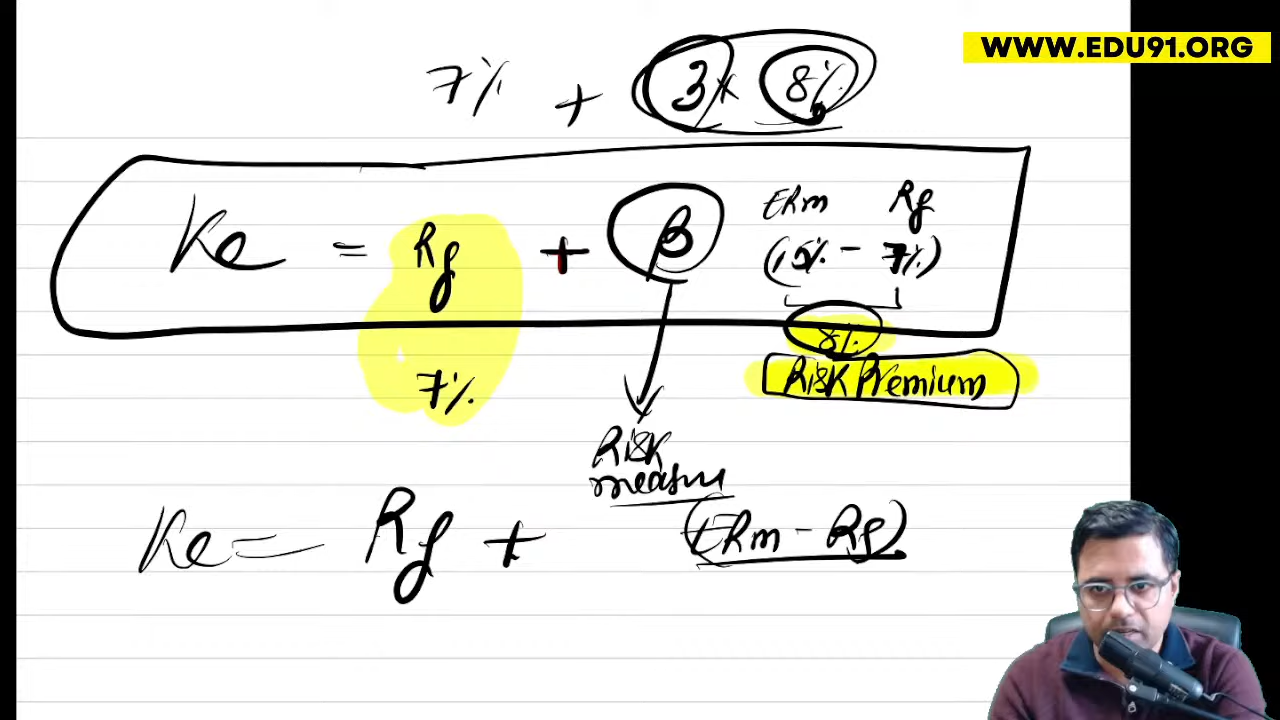 WWW.EDU91.ORG
7% + 3 x 8%
ERm Rf
Ke = Rf + β (15% - 7%)
8%
7% Risk Premium
Risk
measure
Ke = Rf + (ERm - Rf)